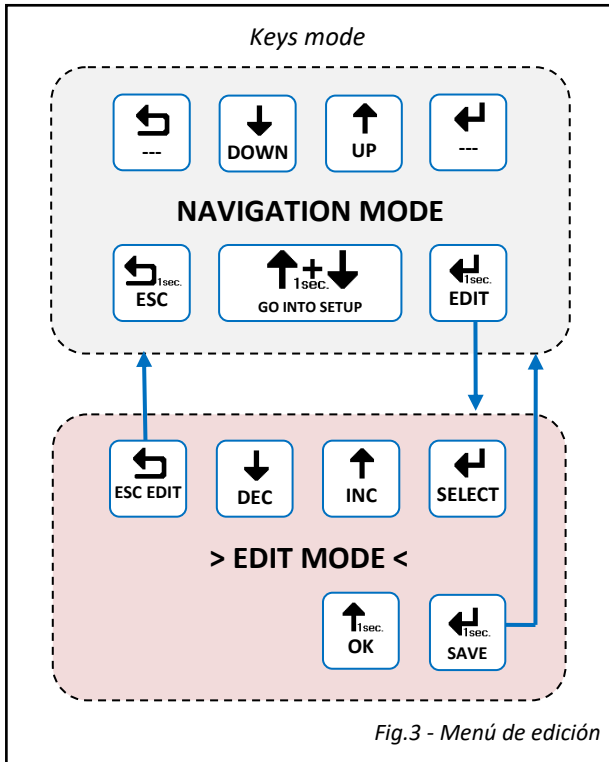 Keys mode
---
DOWN
UP
---
NAVIGATION MODE
1sec.
ESC
+
1sec.
GO INTO SETUP
1sec.
EDIT
ESC EDIT
DEC
INC
SELECT
> EDIT MODE <
1sec.
OK
1sec.
SAVE
Fig.3 - Menú de edición